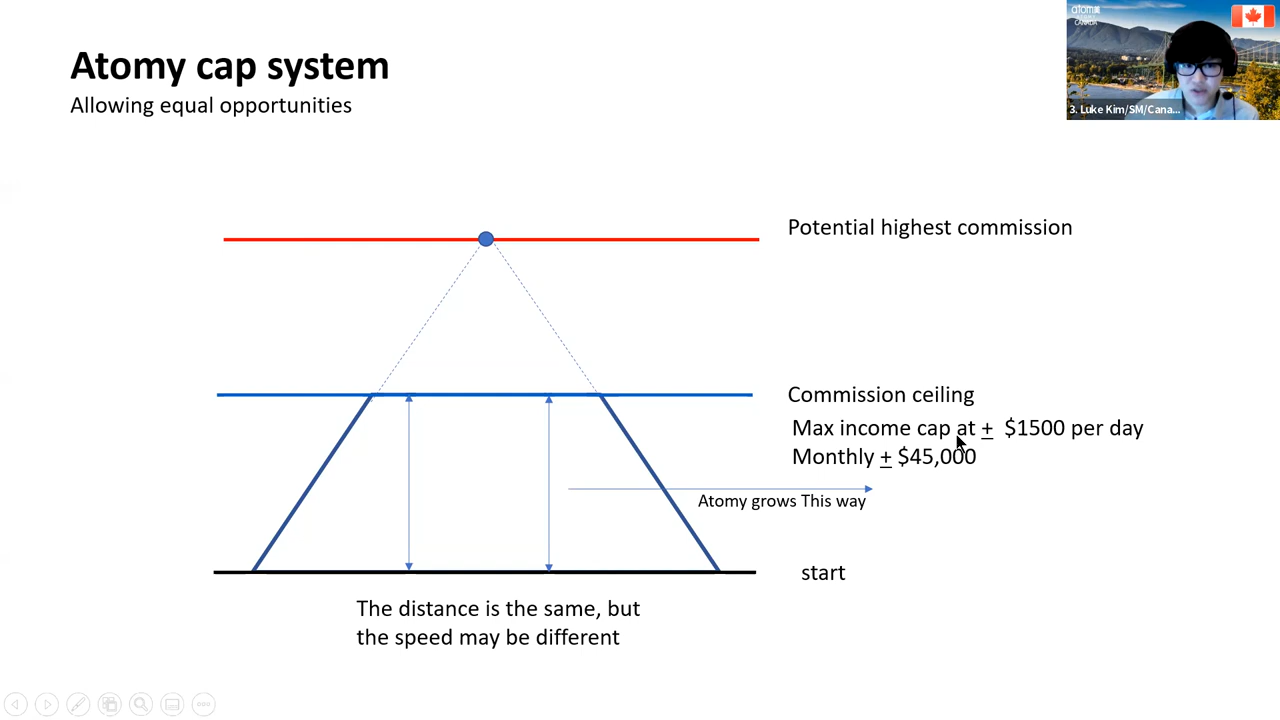 Atomy cap system
Allowing equal opportunities
atom
CANADA
3. Luke Kim/SM/Cana...
Potential highest commission
Commission ceiling
Max income cap at + $1500 per day
Monthly + $45,000
Atomy grows This way
start
The distance is the same, but
the speed may be different